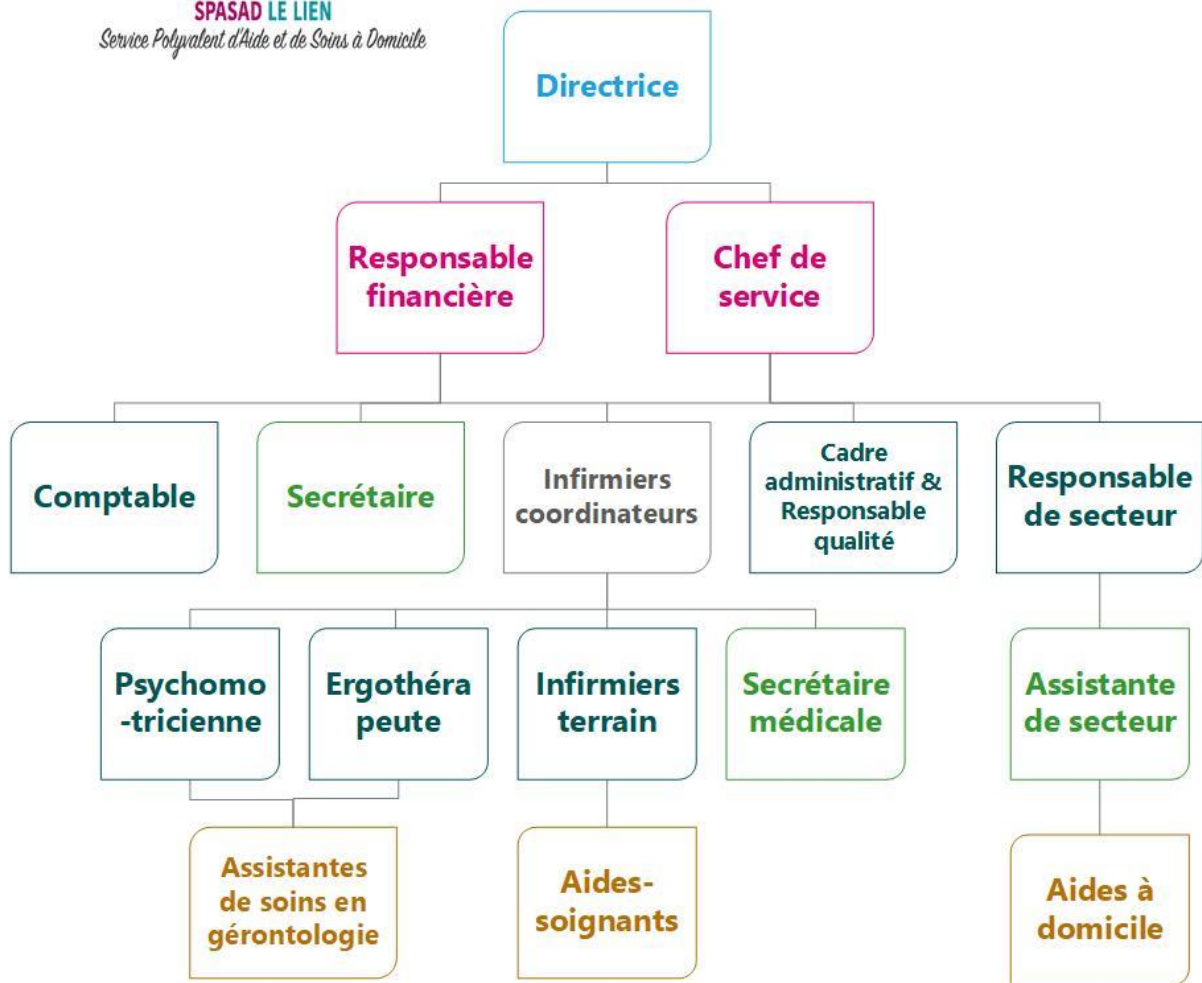 SPASAD LE LIEN
Service Polyvalent d'Aide et de Soins à Domicile
Directrice
Responsable
financière
Chef de
service
Comptable
Secrétaire
Infirmiers
coordinateurs
Cadre
administratif &
Responsable
qualité
Responsable
de secteur
Psychomo
-tricienne
Ergothéra
peute
Infirmiers
terrain
Secrétaire
médicale
Assistante
de secteur
Assistantes
de soins en
gérontologie
Aides-
soignants
Aides à
domicile